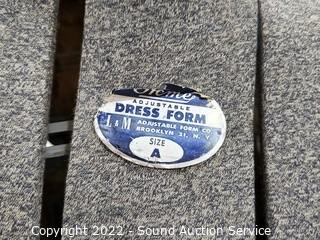 ADJUSTABLE
DRESS FORM
L & M ADJUSTABLE FORM CO
BROOKLYN 31, N. Y.
SIZE
A
Copyright 2022 - Sound Auction Service